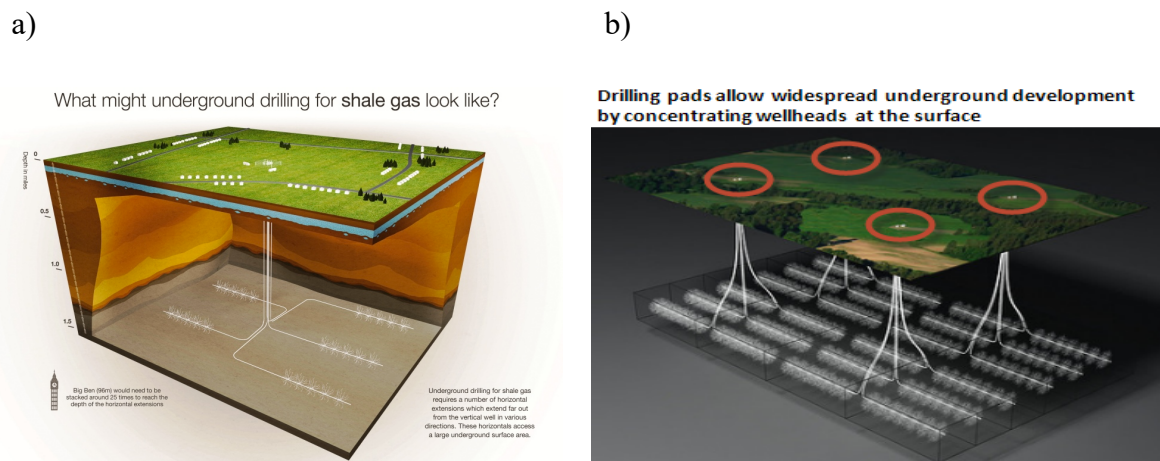 a)
b)
What might underground drilling for shale gas look like?
Drilling pads allow widespread underground development
by concentrating wellheads at the surface
Depth in miles
0
0.5
1.0
1.5
Big Ben (96m) would need to be
stacked around 25 times to reach the
depth of the horizontal extensions
Underground drilling for shale gas
requires a number of horizontal
extensions which extend far out
from the vertical well in various
directions. These horizontals access
a large underground surface area.